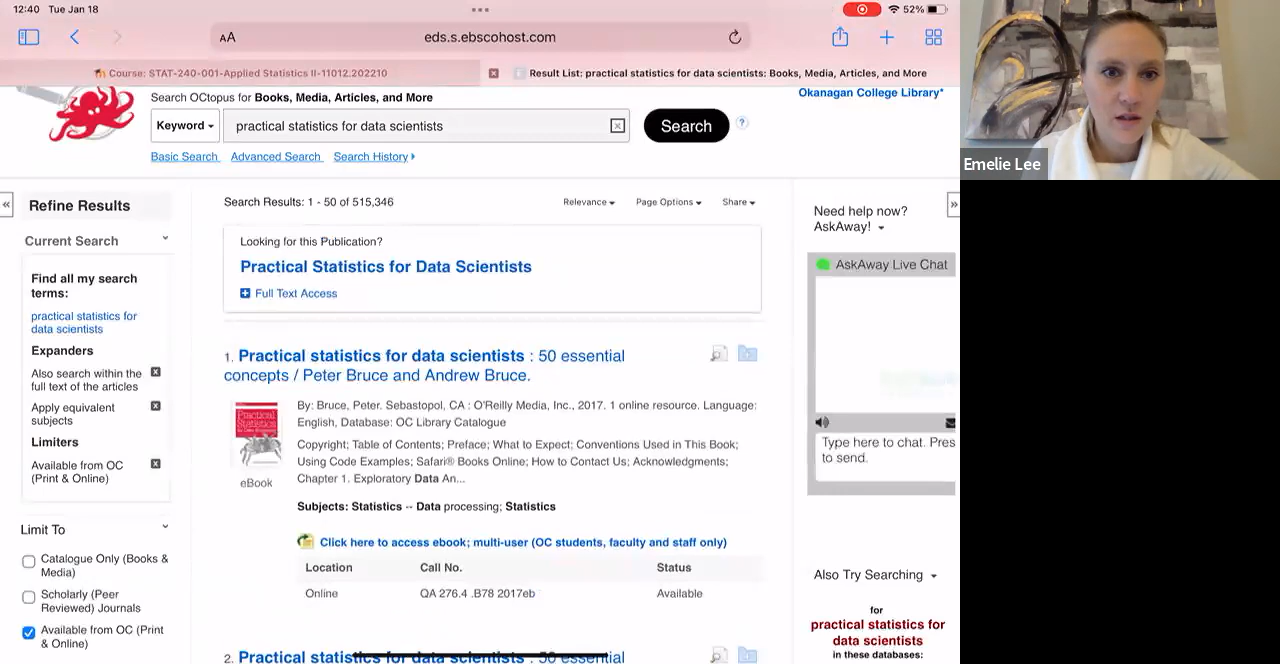 12:40 Tue Jan 18
52%
AA
eds.s.ebscohost.com
Course: STAT-240-001-Applied Statistics II-11012.202210
Result List: practical statistics for data scientists: Books, Media, Articles, and More
Search OCtopus for Books, Media, Articles, and More
Okanagan College Library*
Keyword
practical statistics for data scientists
Search
?
Basic Search
Advanced Search
Search History
Refine Results
Current Search
Find all my search
terms:
practical statistics for
data scientists
Expanders
Also search within the
full text of the articles
Apply equivalent
subjects
Limiters
Available from OC
(Print & Online)
Limit To
Catalogue Only (Books &
Media)
Scholarly (Peer
Reviewed) Journals
Available from OC (Print
& Online)
Search Results: 1 - 50 of 515,346
Relevance
Page Options
Share
Looking for this Publication?
Practical Statistics for Data Scientists
Full Text Access
1. Practical statistics for data scientists : 50 essential
concepts / Peter Bruce and Andrew Bruce.
Practical
Statistics
eBook
By: Bruce, Peter. Sebastopol, CA : O'Reilly Media, Inc., 2017. 1 online resource. Language:
English, Database: OC Library Catalogue
Copyright; Table of Contents; Preface; What to Expect; Conventions Used in This Book;
Using Code Examples; Safari® Books Online; How to Contact Us; Acknowledgments;
Chapter 1. Exploratory Data An...
Subjects: Statistics -- Data processing; Statistics
Click here to access ebook; multi-user (OC students, faculty and staff only)
Location Call No. Status
Online QA 276.4 .B78 2017eb Available
2. Practical statistics for data scientists : 50 essential
Need help now?
AskAway!
AskAway Live Chat
Type here to chat. Pres
to send.
Also Try Searching
for
practical statistics for
data scientists
in these databases:
Emelie Lee